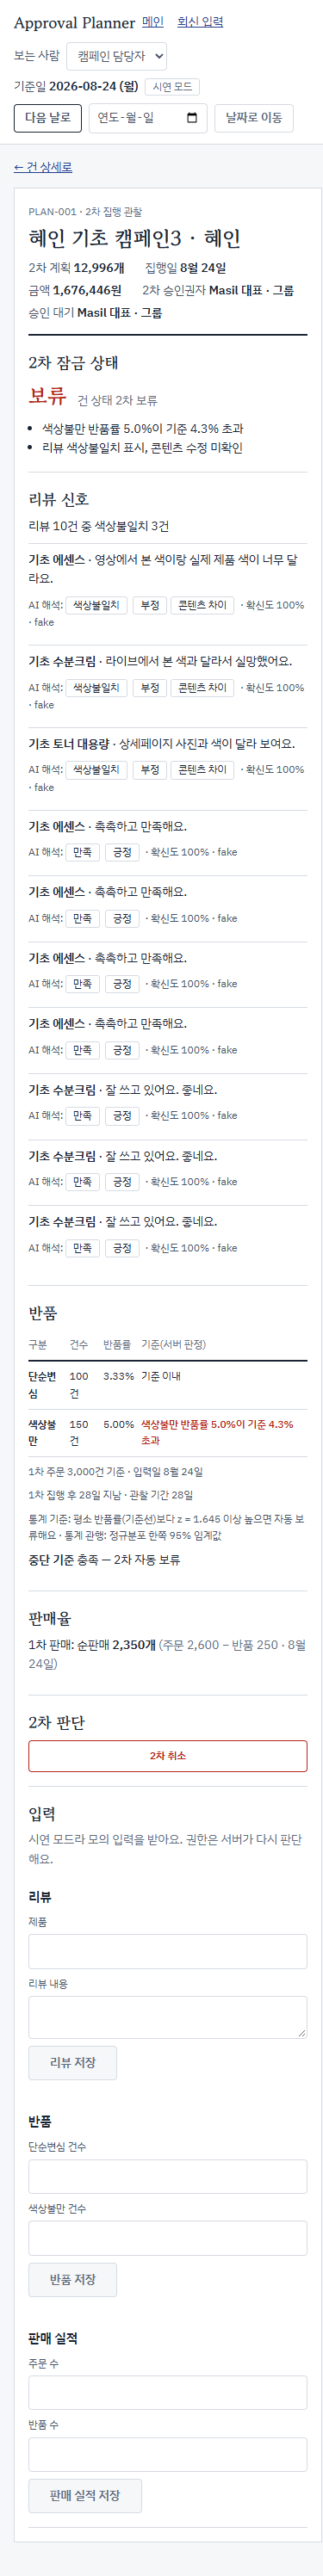 Approval Planner 메인 회신 입력
보는 사람 캠페인 담당자
기준일 2026-08-24 (월) 시연 모드
다음 날로 연도-월-일 날짜로 이동
← 건 상세로
PLAN-001 · 2차 집행 관찰
혜인 기초 캠페인3 · 혜인
2차 계획 12,996개 집행일 8월 24일
금액 1,676,446원 2차 승인권자 Masil 대표 · 그룹
승인 대기 Masil 대표 · 그룹
2차 잠금 상태
보류 건 상태 2차 보류
• 색상불만 반품률 5.0%이 기준 4.3% 초과
• 리뷰 색상불일치 표시, 콘텐츠 수정 미확인
리뷰 신호
리뷰 10건 중 색상불일치 3건
기초 에센스 · 영상에서 본 색이랑 실제 제품 색이 너무 달
라요.
AI 해석: 색상불일치 부정 콘텐츠 차이 · 확신도 100%
· fake
기초 수분크림 · 라이브에서 본 색과 달라서 실망했어요.
AI 해석: 색상불일치 부정 콘텐츠 차이 · 확신도 100%
· fake
기초 토너 대용량 · 상세페이지 사진과 색이 달라 보여요.
AI 해석: 색상불일치 부정 콘텐츠 차이 · 확신도 100%
· fake
기초 에센스 · 촉촉하고 만족해요.
AI 해석: 만족 긍정 · 확신도 100% · fake
기초 에센스 · 촉촉하고 만족해요.
AI 해석: 만족 긍정 · 확신도 100% · fake
기초 에센스 · 촉촉하고 만족해요.
AI 해석: 만족 긍정 · 확신도 100% · fake
기초 에센스 · 촉촉하고 만족해요.
AI 해석: 만족 긍정 · 확신도 100% · fake
기초 수분크림 · 잘 쓰고 있어요. 좋네요.
AI 해석: 만족 긍정 · 확신도 100% · fake
기초 수분크림 · 잘 쓰고 있어요. 좋네요.
AI 해석: 만족 긍정 · 확신도 100% · fake
기초 수분크림 · 잘 쓰고 있어요. 좋네요.
AI 해석: 만족 긍정 · 확신도 100% · fake
반품
구분 건수 반품률 기준(서버 판정)
단순변 100 3.33% 기준 이내
심 건
색상불 150 5.00% 색상불만 반품률 5.0%이 기준 4.3%
만 건 초과
1차 주문 3,000건 기준 · 입력일 8월 24일
1차 집행 후 28일 지남 · 관찰 기간 28일
통계 기준: 평소 반품률(기준선)보다 z = 1.645 이상 높으면 자동 보
류해요 · 통계 관행: 정규분포 한쪽 95% 임계값
중단 기준 충족 — 2차 자동 보류
판매율
1차 판매: 순판매 2,350개 (주문 2,600 − 반품 250 · 8월
24일)
2차 판단
2차 취소
입력
시연 모드라 모의 입력을 받아요. 권한은 서버가 다시 판단
해요.
리뷰
제품
리뷰 내용
리뷰 저장
반품
단순변심 건수
색상불만 건수
반품 저장
판매 실적
주문 수
반품 수
판매 실적 저장